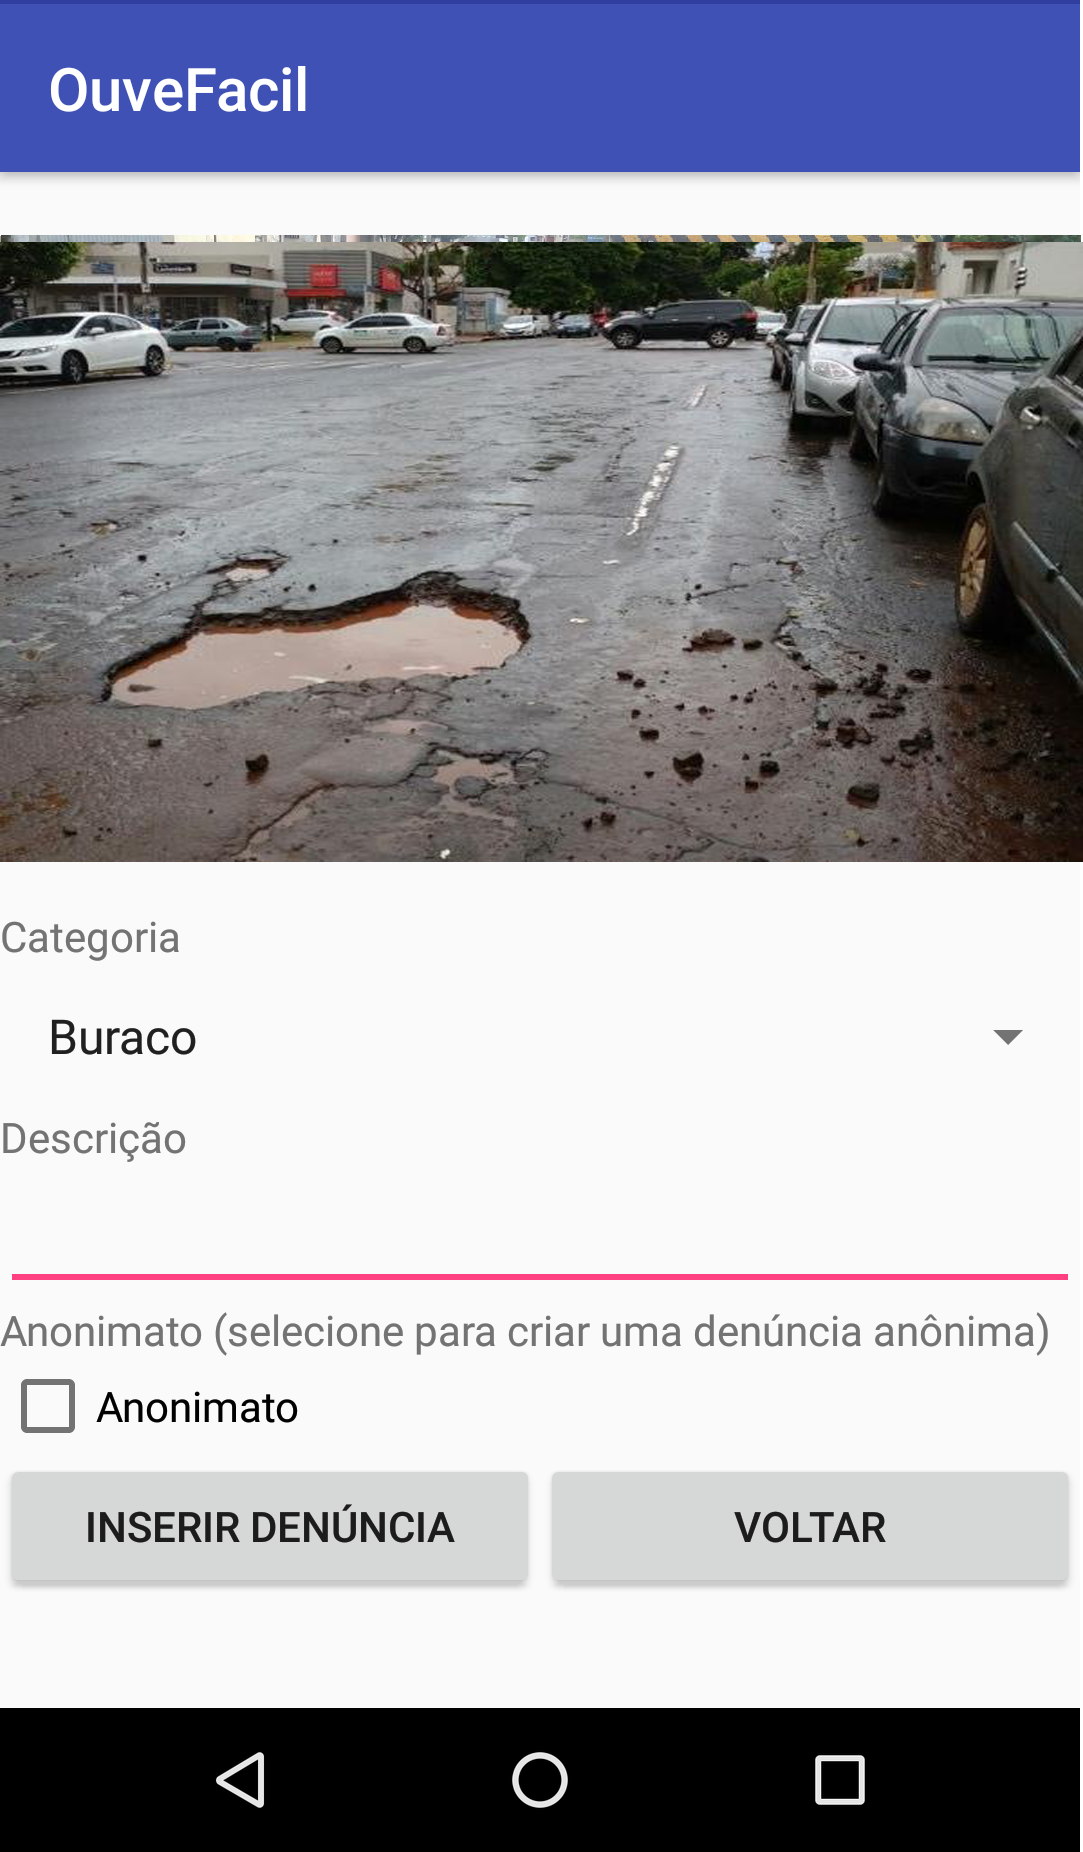 OuveFacil
Categoria
Buraco
Descrição
Anonimato (selecione para criar uma denúncia anônima)
Anonimato
INSERIR DENÚNCIA
VOLTAR